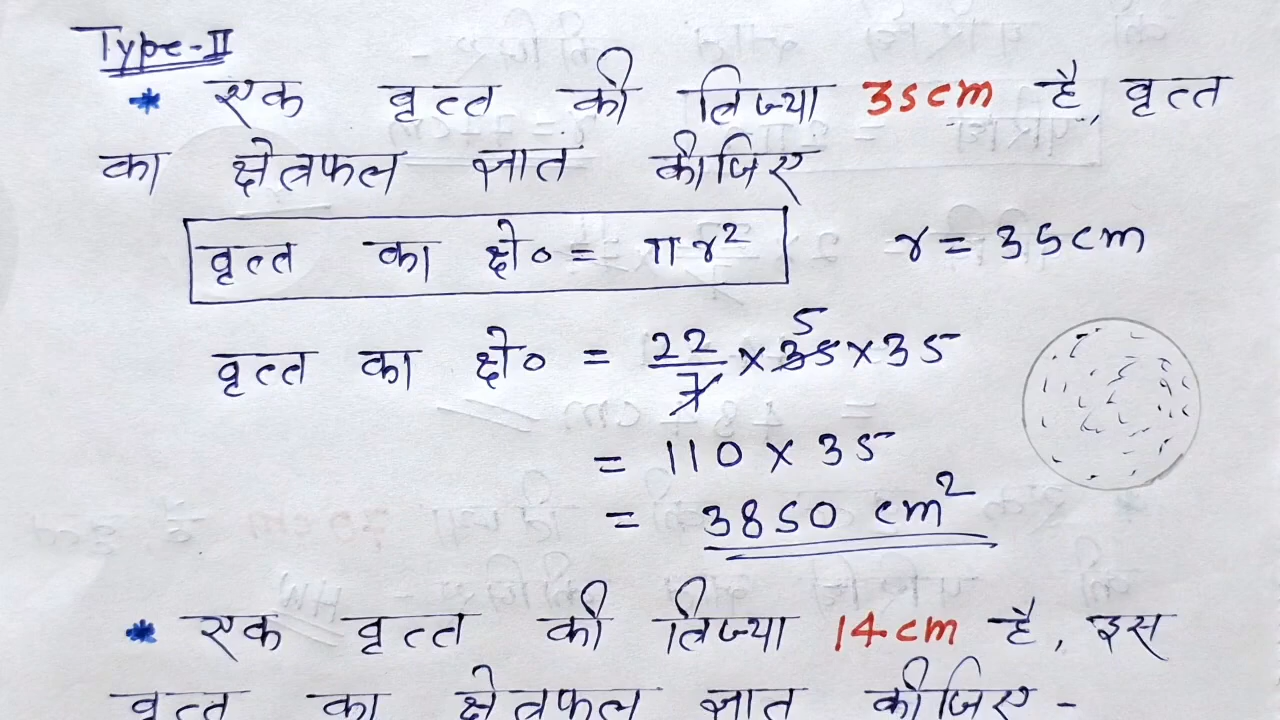 Type-II
* एक वृत्त की त्रिज्या 35cm है, वृत्त
का क्षेत्रफल ज्ञात कीजिए
वृत्त का क्षे० = πr² r = 35cm
वृत्त का क्षे० = 22/7 × 35 × 35
5
= 110 × 35
= 3850 cm²
* एक वृत्त की त्रिज्या 14cm है, इस
वृत्त का क्षेत्रफल ज्ञात कीजिए -